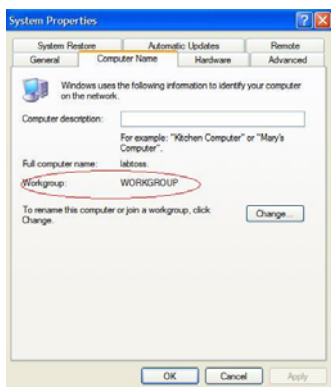 System Properties
System Restore Automatic Updates Remote
General Computer Name Hardware Advanced
Windows uses the following information to identify your computer
on the network.
Computer description:
For example: "Kitchen Computer" or "Mary's
Computer".
Full computer name: labtoss.
Workgroup: WORKGROUP
To rename this computer or join a workgroup, click
Change.
Change...
OK Cancel Apply